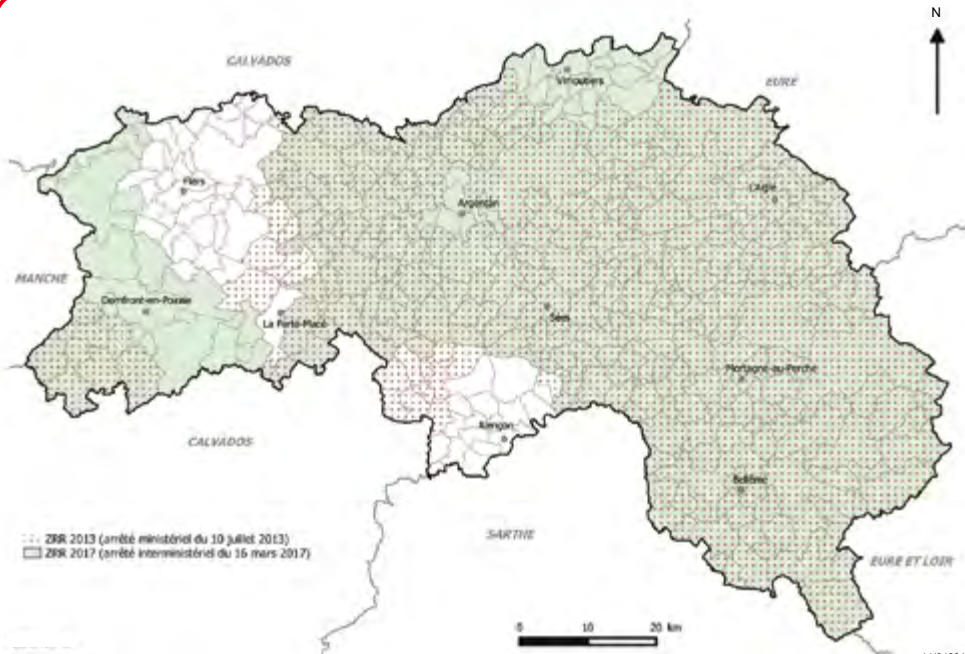 N
CALVADOS
EURE
Vimoutiers
Flers
L'Aigle
Argentan
MANCHE
Domfront-en-Poiraie
La Ferté-Macé
Sées
Mortagne-au-Perche
Alençon
CALVADOS
Bellême
ZRR 2013 (arrêté ministériel du 10 juillet 2013)
ZRR 2017 (arrêté interministériel du 16 mars 2017)
SARTHE
EURE ET LOIR
0 10 20 km